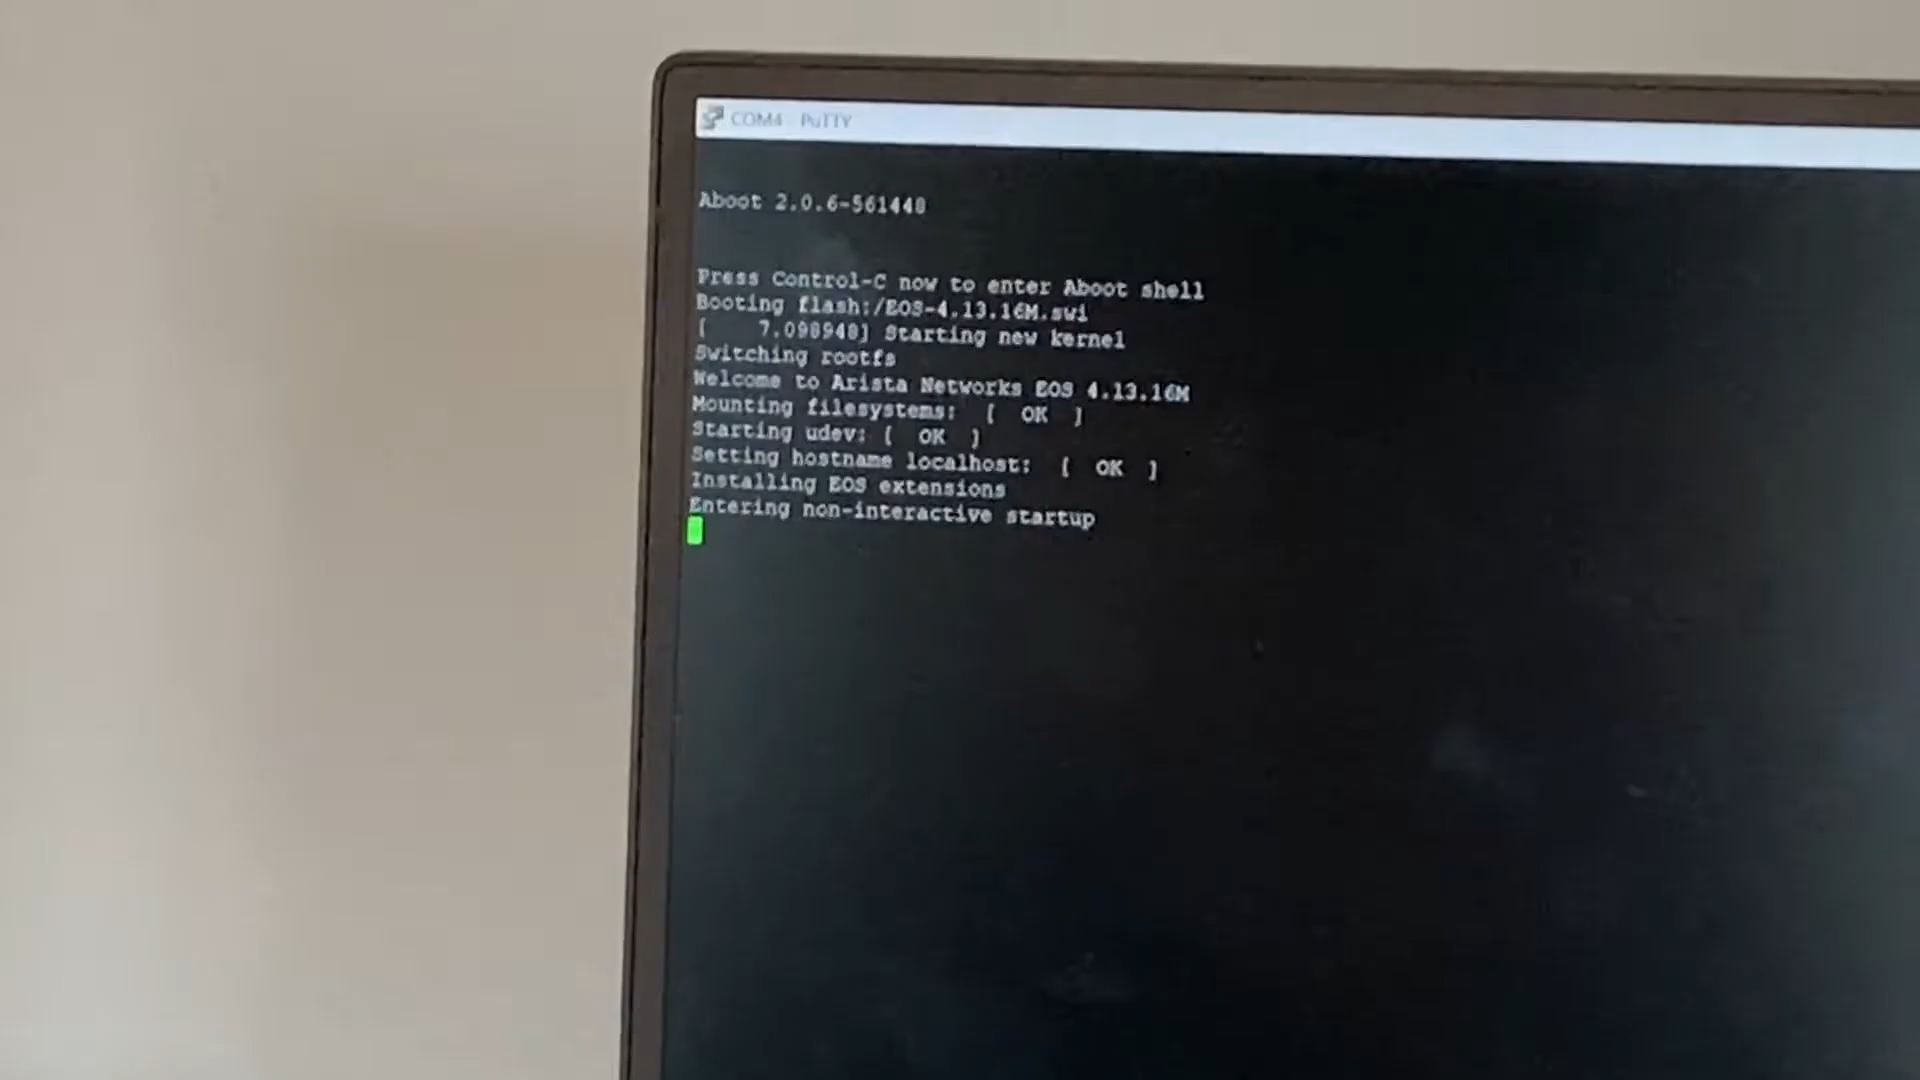 COM4 - PuTTY
Aboot 2.0.6-561448
Press Control-C now to enter Aboot shell
Booting flash:/EOS-4.13.16M.swi
[    7.098948] Starting new kernel
Switching rootfs
Welcome to Arista Networks EOS 4.13.16M
Mounting filesystems:  [  OK  ]
Starting udev: [  OK  ]
Setting hostname localhost:  [  OK  ]
Installing EOS extensions
Entering non-interactive startup